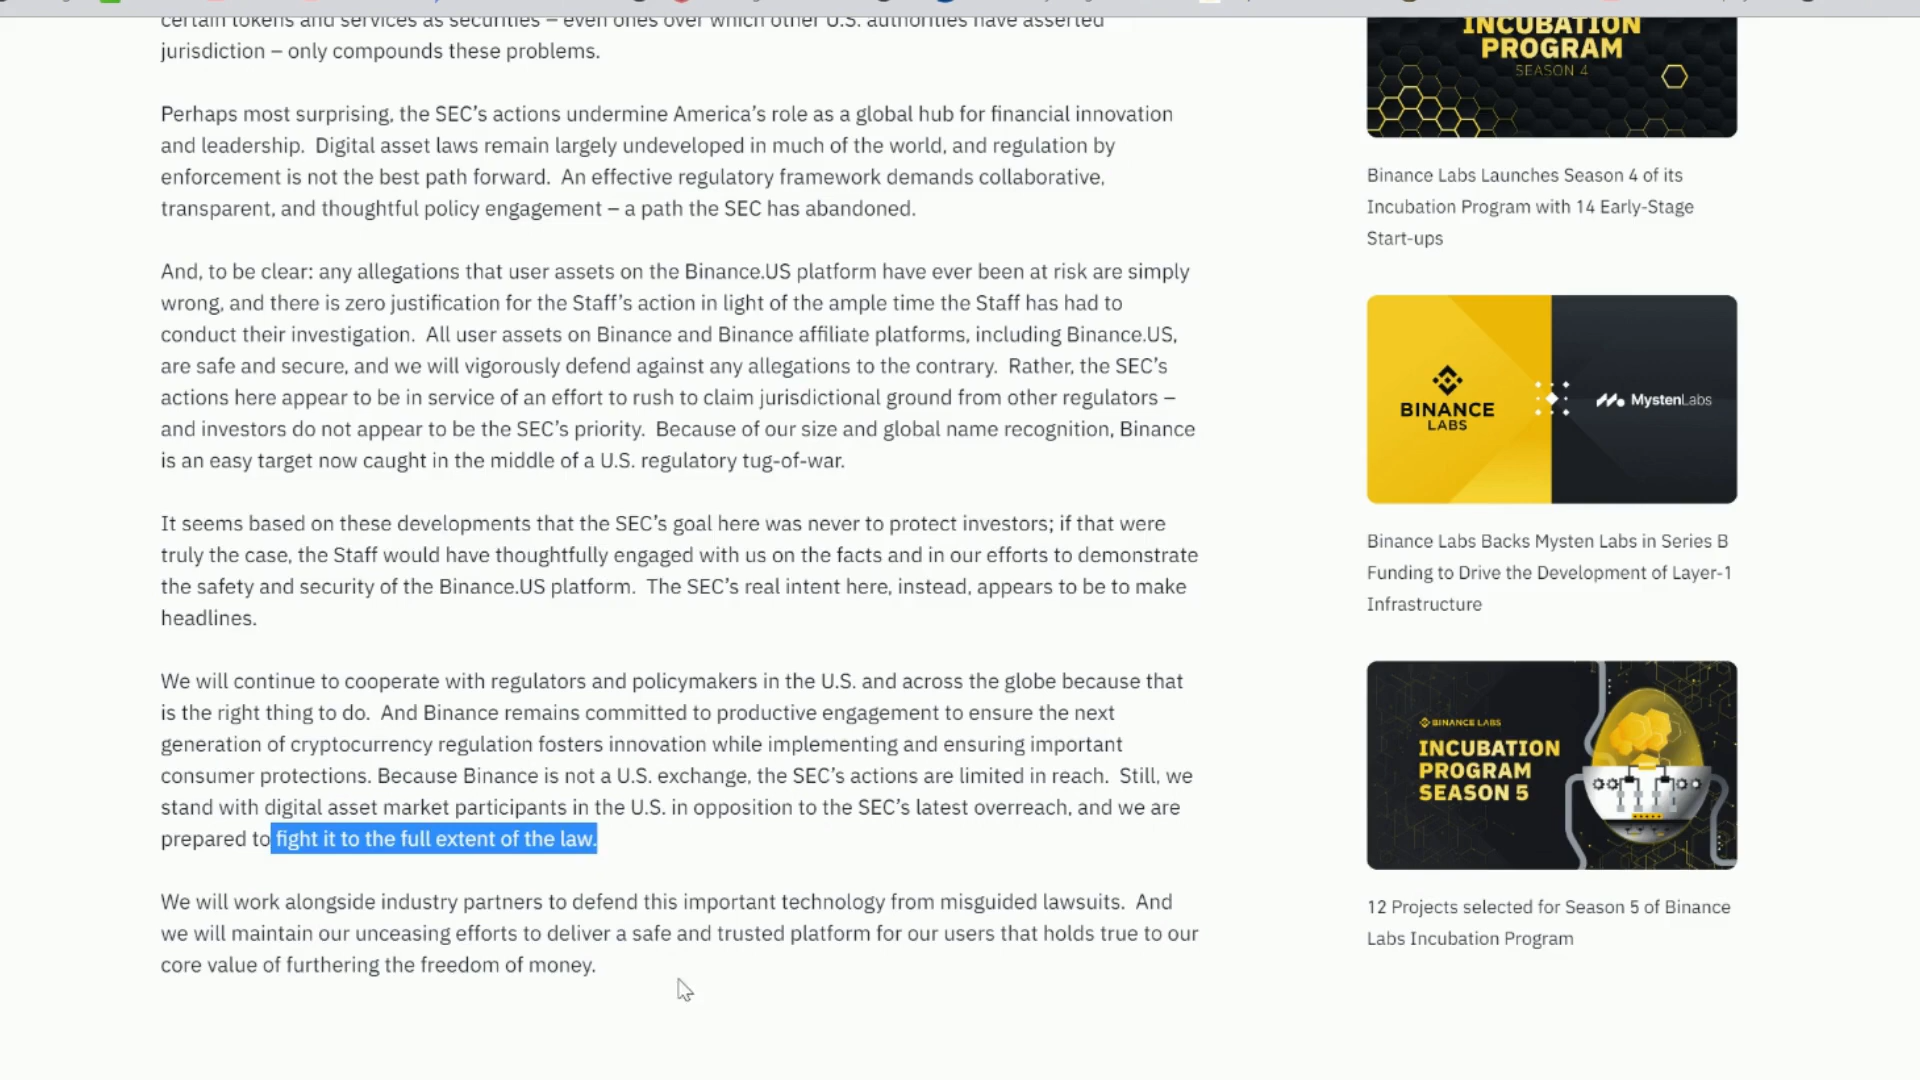 certain tokens and services as securities – even ones over which other U.S. authorities have asserted
jurisdiction – only compounds these problems.
Perhaps most surprising, the SEC’s actions undermine America’s role as a global hub for financial innovation
and leadership.  Digital asset laws remain largely undeveloped in much of the world, and regulation by
enforcement is not the best path forward.  An effective regulatory framework demands collaborative,
transparent, and thoughtful policy engagement – a path the SEC has abandoned.
And, to be clear: any allegations that user assets on the Binance.US platform have ever been at risk are simply
wrong, and there is zero justification for the Staff’s action in light of the ample time the Staff has had to
conduct their investigation.  All user assets on Binance and Binance affiliate platforms, including Binance.US,
are safe and secure, and we will vigorously defend against any allegations to the contrary.  Rather, the SEC’s
actions here appear to be in service of an effort to rush to claim jurisdictional ground from other regulators –
and investors do not appear to be the SEC’s priority.  Because of our size and global name recognition, Binance
is an easy target now caught in the middle of a U.S. regulatory tug-of-war.
It seems based on these developments that the SEC’s goal here was never to protect investors; if that were
truly the case, the Staff would have thoughtfully engaged with us on the facts and in our efforts to demonstrate
the safety and security of the Binance.US platform.  The SEC’s real intent here, instead, appears to be to make
headlines.
We will continue to cooperate with regulators and policymakers in the U.S. and across the globe because that
is the right thing to do.  And Binance remains committed to productive engagement to ensure the next
generation of cryptocurrency regulation fosters innovation while implementing and ensuring important
consumer protections. Because Binance is not a U.S. exchange, the SEC’s actions are limited in reach.  Still, we
stand with digital asset market participants in the U.S. in opposition to the SEC’s latest overreach, and we are
prepared to fight it to the full extent of the law.
We will work alongside industry partners to defend this important technology from misguided lawsuits.  And
we will maintain our unceasing efforts to deliver a safe and trusted platform for our users that holds true to our
core value of furthering the freedom of money.
INCUBATION
PROGRAM
SEASON 4
Binance Labs Launches Season 4 of its
Incubation Program with 14 Early-Stage
Start-ups
BINANCE
LABS
MystenLabs
Binance Labs Backs Mysten Labs in Series B
Funding to Drive the Development of Layer-1
Infrastructure
BINANCE LABS
INCUBATION
PROGRAM
SEASON 5
12 Projects selected for Season 5 of Binance
Labs Incubation Program